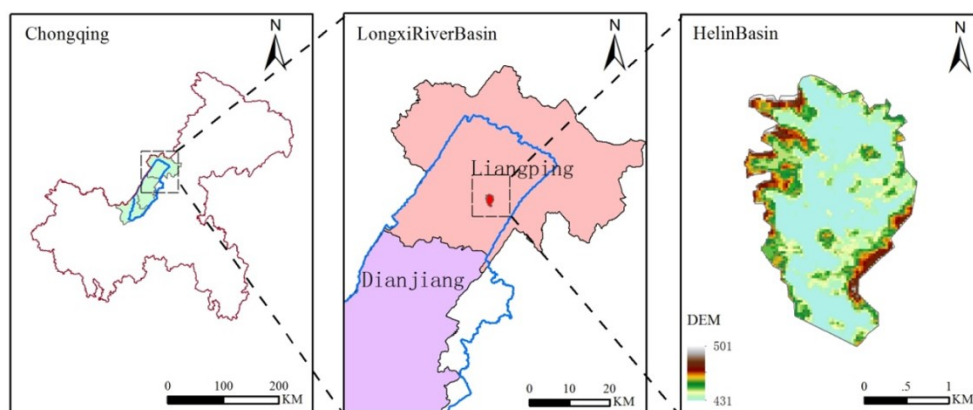 Chongqing
N
0 100 200
KM
LongxiRiverBasin
N
Liangping
Dianjiang
0 10 20
KM
HelinBasin
N
DEM
501
431
0 .5 1
KM